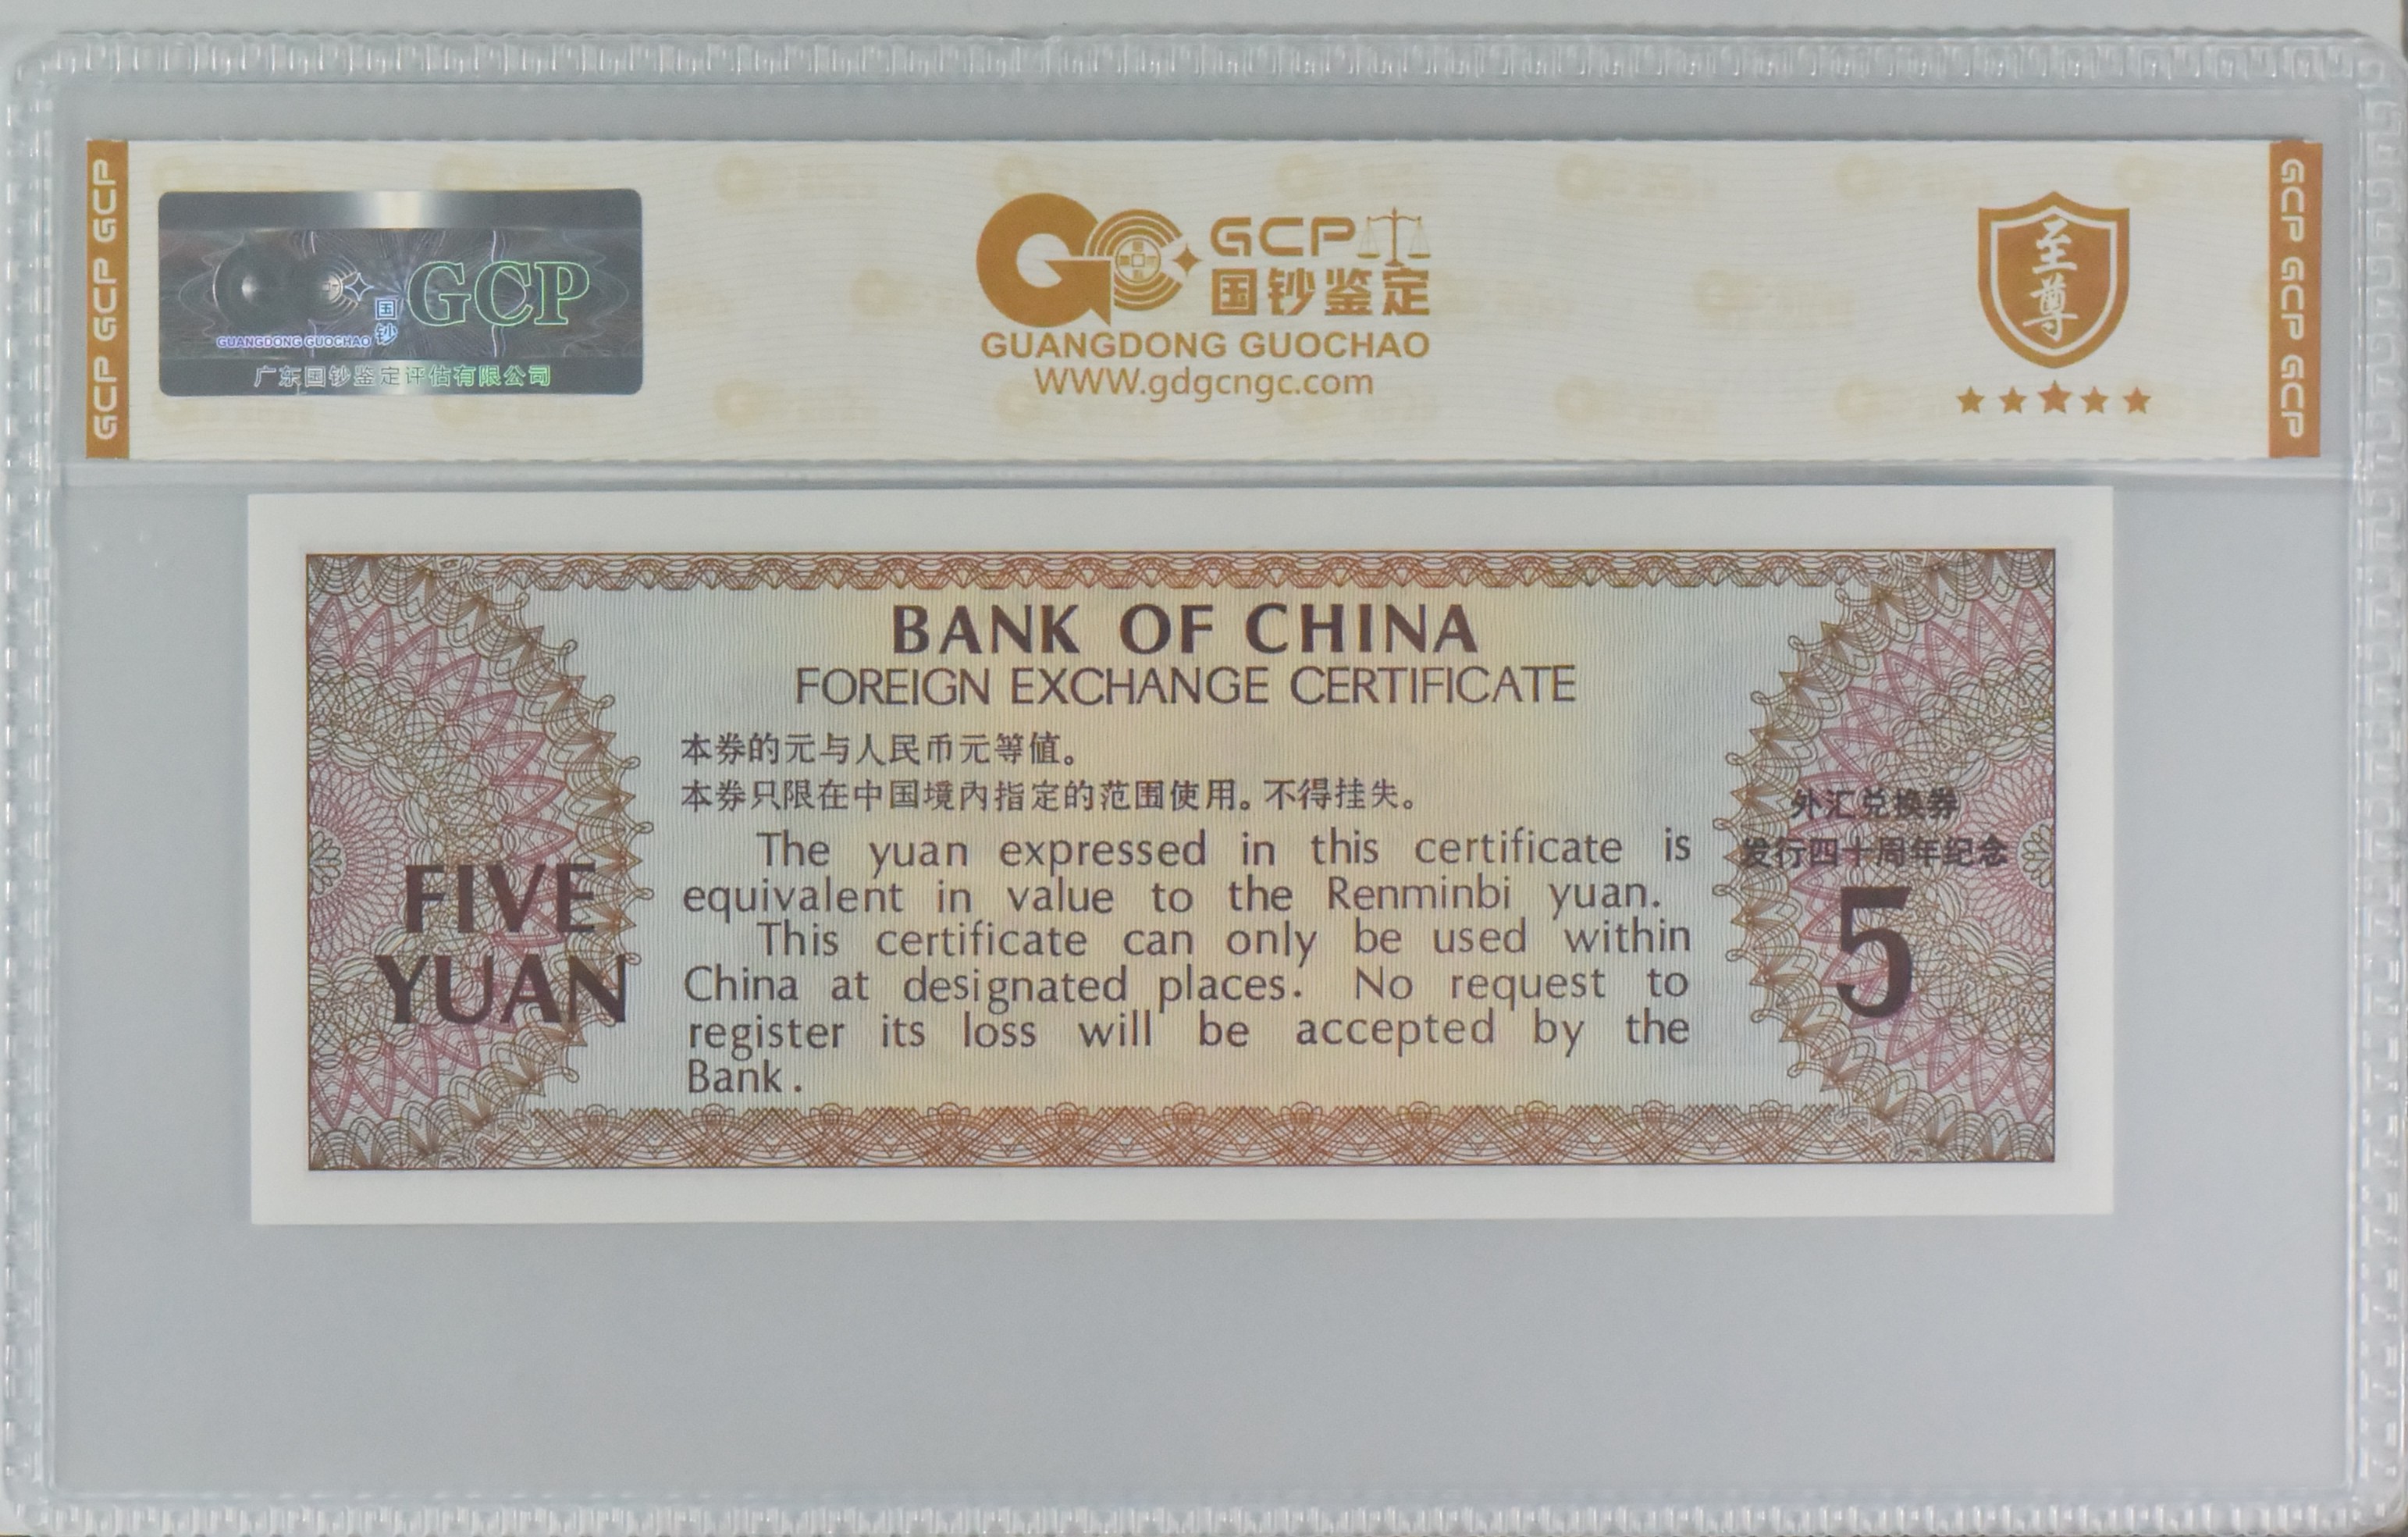 GCP GCP GCP
国钞
GCP
GUANGDONG GUOCHAO
广东国钞鉴定评估有限公司
GCP
国钞鉴定
GUANGDONG GUOCHAO
WWW.gdgcngc.com
至尊
GCP GCP GCP
BANK OF CHINA
FOREIGN EXCHANGE CERTIFICATE
本券的元与人民币元等值。
本券只限在中国境内指定的范围使用。不得挂失。
The yuan expressed in this certificate is
equivalent in value to the Renminbi yuan.
This certificate can only be used within
China at designated places. No request to
register its loss will be accepted by the
Bank.
FIVE
YUAN
外汇兑换券
发行四十周年纪念
5